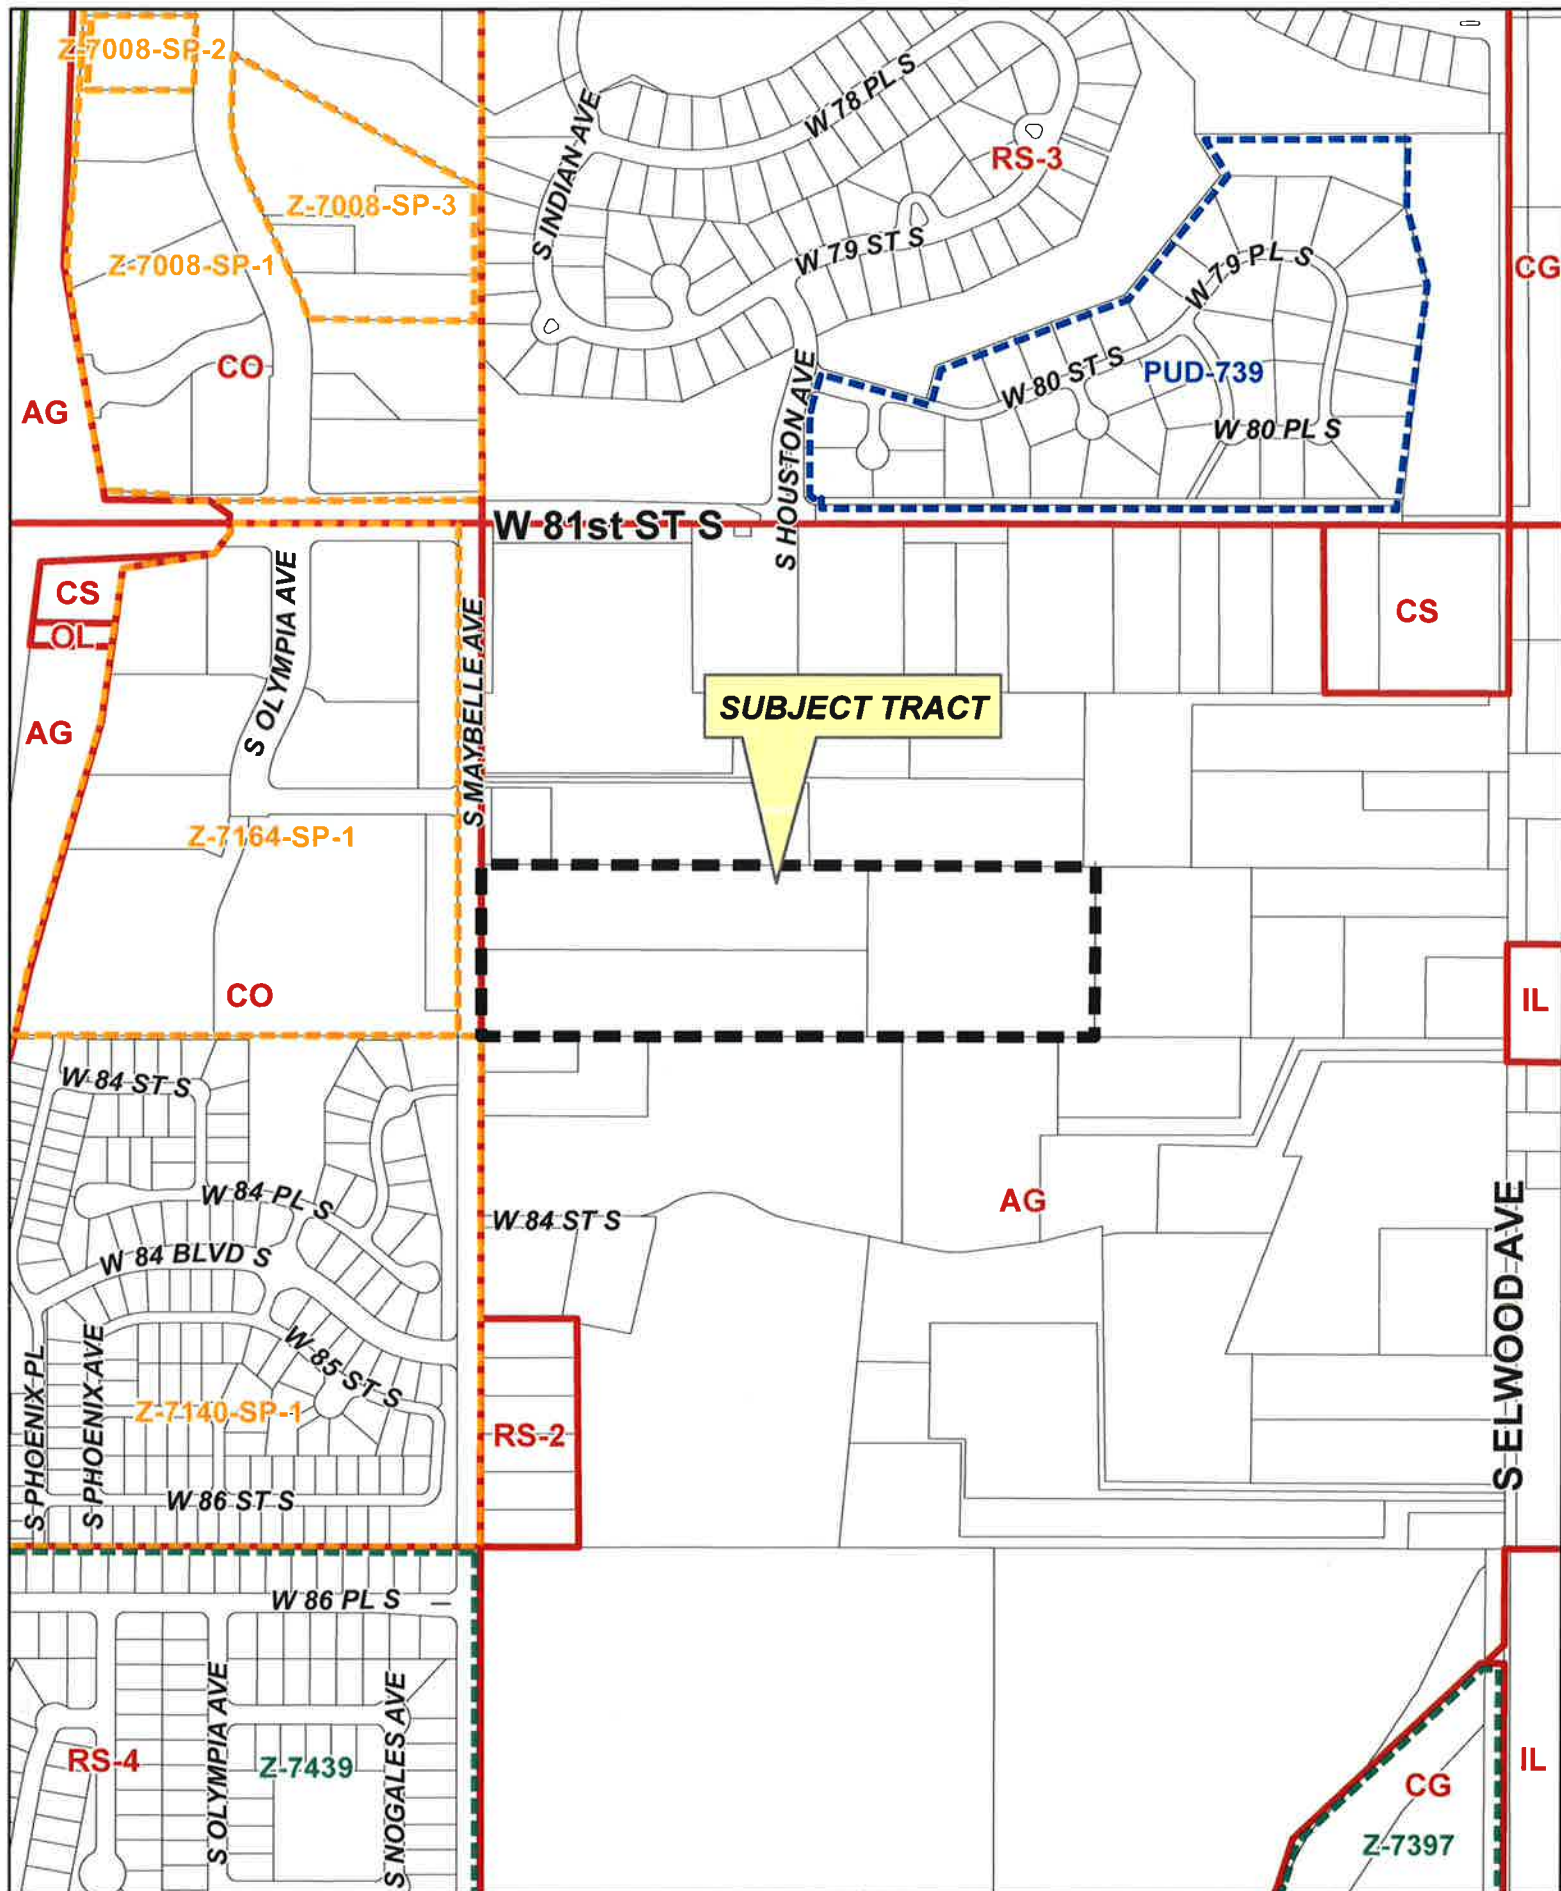 Z-7008-SP-2
W 78 PL S
RS-3
S INDIAN AVE
Z-7008-SP-3
Z-7008-SP-1
W 79 ST S
W 79 PL S
CG
CO
AG
S HOUSTON AVE
W 80 ST S
PUD-739
W 80 PL S
W 81st ST S
CS
OL
AG
S OLYMPIA AVE
S MAYBELLE AVE
CS
SUBJECT TRACT
Z-7164-SP-1
CO
IL
W 84 ST S
W 84 PL S
W 84 BLVD S
W 84 ST S
AG
S ELWOOD AVE
S PHOENIX PL
S PHOENIX AVE
W 85 ST S
Z-7140-SP-1
RS-2
W 86 ST S
W 86 PL S
RS-4
S OLYMPIA AVE
Z-7439
S NOGALES AVE
CG
IL
Z-7397